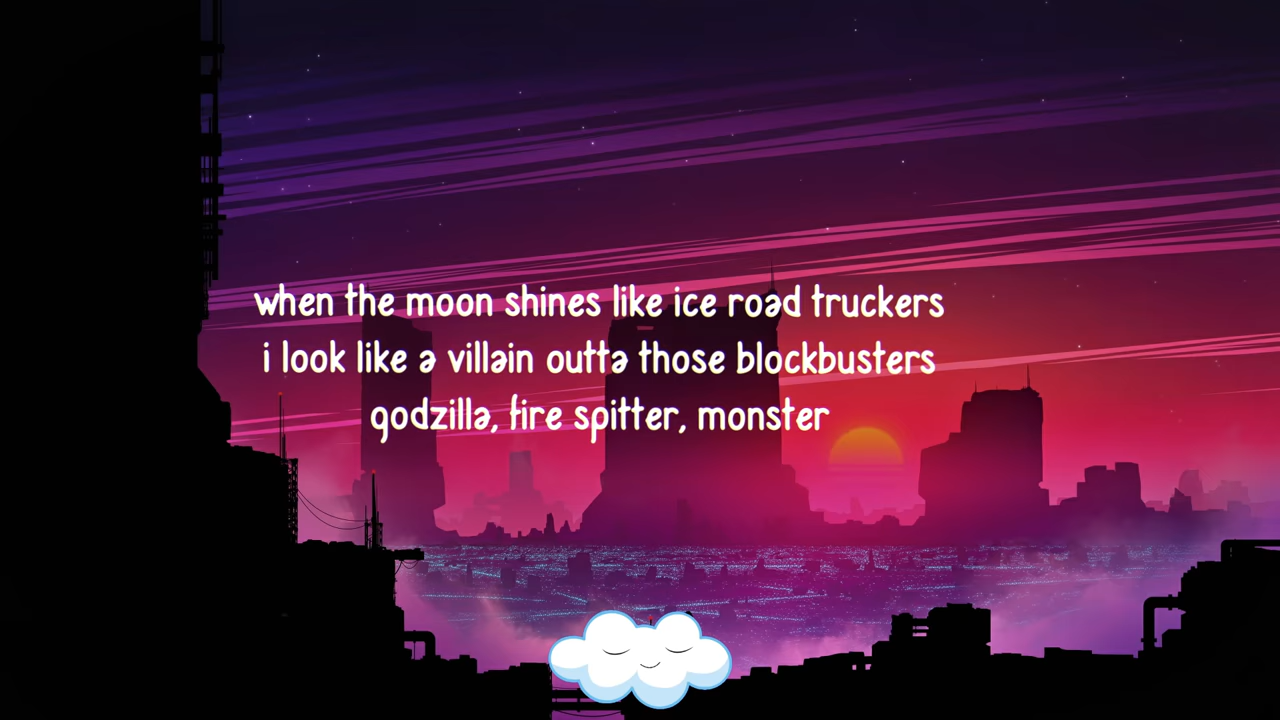 when the moon shines like ice road truckers
i look like a villain outta those blockbusters
godzilla, fire spitter, monster